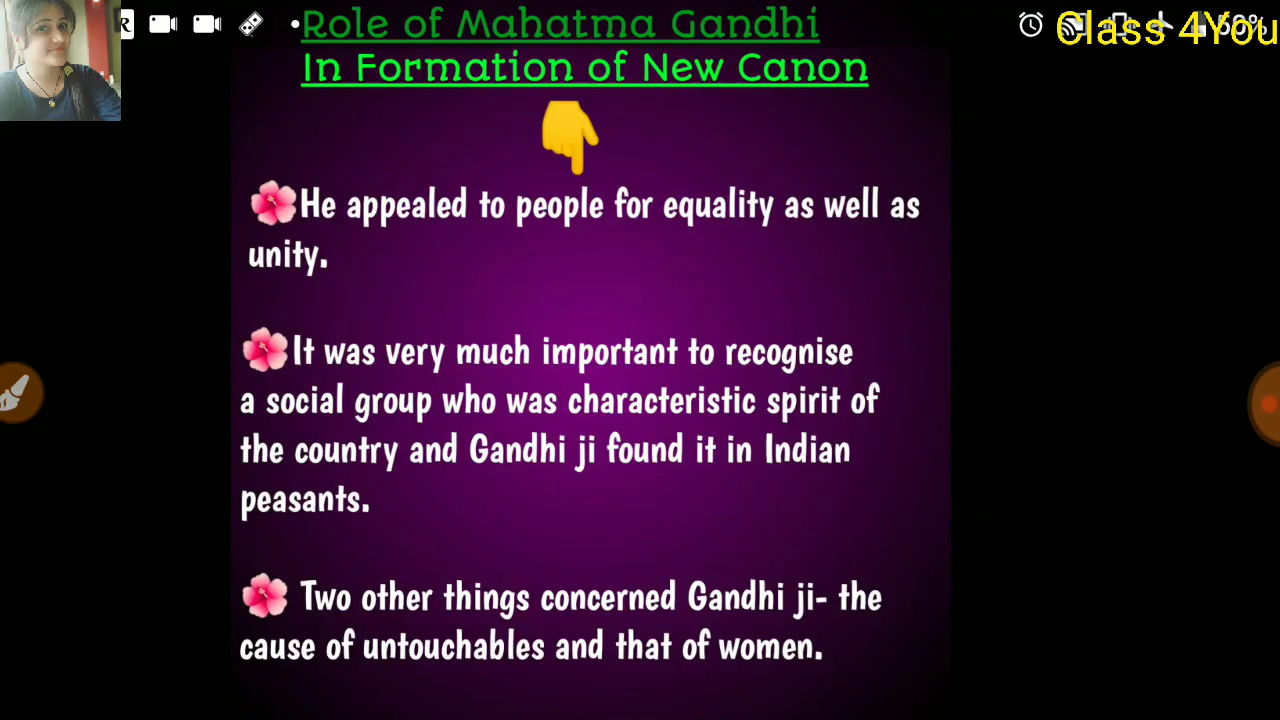 •Role of Mahatma Gandhi
Class 4You
In Formation of New Canon
He appealed to people for equality as well as
unity.
It was very much important to recognise
a social group who was characteristic spirit of
the country and Gandhi ji found it in Indian
peasants.
Two other things concerned Gandhi ji- the
cause of untouchables and that of women.